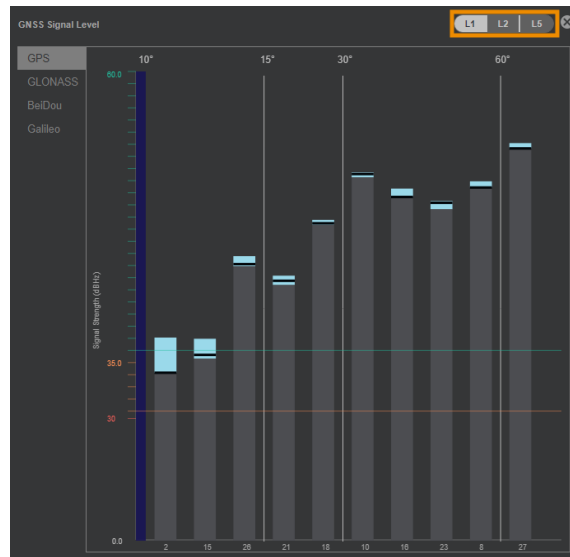 GNSS Signal Level
L1 L2 L5
GPS
GLONASS
BeiDou
Galileo
10° 15° 30° 60°
60.0
Signal Strength (dBHz)
35.0
30
0.0
2 15 26 21 18 10 16 23 8 27